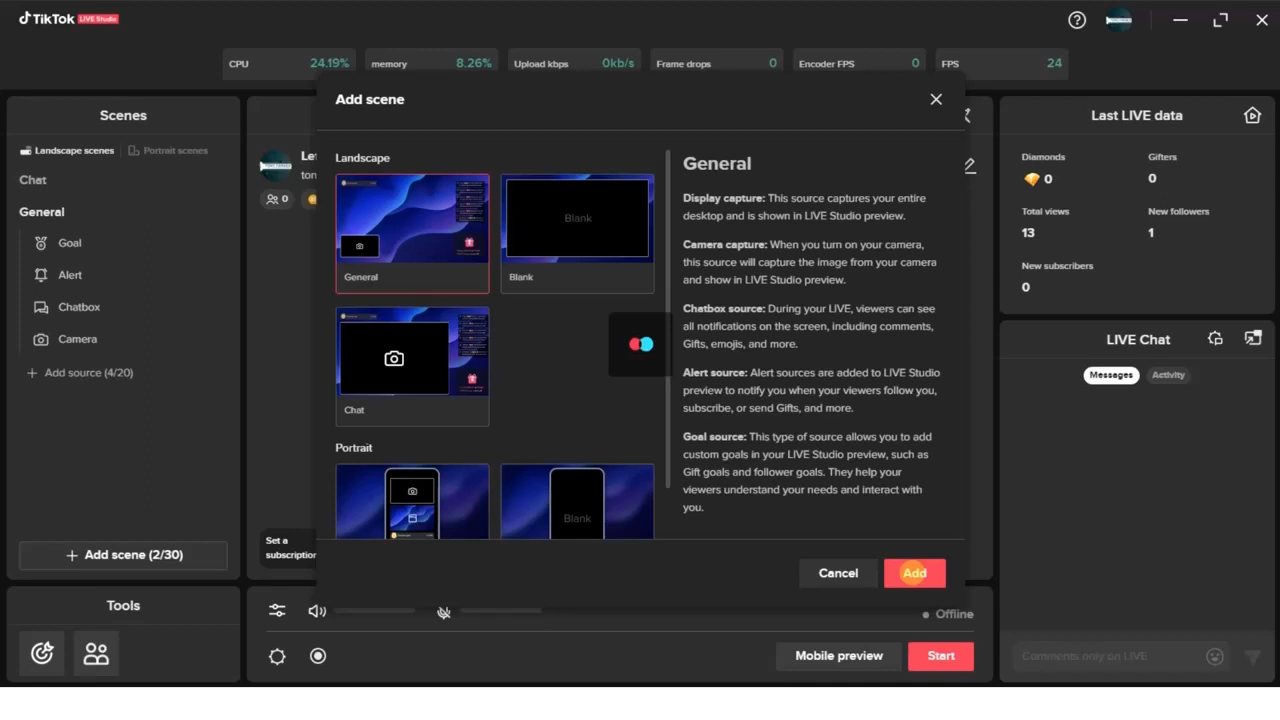 TikTok LIVE Studio
CPU 24.19%
memory 8.26%
Upload kbps 0kb/s
Frame drops 0
Encoder FPS 0
FPS 24
Scenes
Landscape scenes
Portrait scenes
Chat
General
Goal
Alert
Chatbox
Camera
Add source (4/20)
Add scene (2/30)
Tools
Add scene
Landscape
General
Blank
Blank
Chat
Portrait
Blank
General
Display capture: This source captures your entire
desktop and is shown in LIVE Studio preview.
Camera capture: When you turn on your camera,
this source will capture the image from your camera
and show in LIVE Studio preview.
Chatbox source: During your LIVE, viewers can see
all notifications on the screen, including comments,
Gifts, emojis, and more.
Alert source: Alert sources are added to LIVE Studio
preview to notify you when your viewers follow you,
subscribe, or send Gifts, and more.
Goal source: This type of source allows you to add
custom goals in your LIVE Studio preview, such as
Gift goals and follower goals. They help your
viewers understand your needs and interact with
you.
Cancel
Add
0
Set a
subscription
Offline
Mobile preview
Start
Last LIVE data
Diamonds
0
Gifters
0
Total views
13
New followers
1
New subscribers
0
LIVE Chat
Messages
Activity
Comments only on LIVE